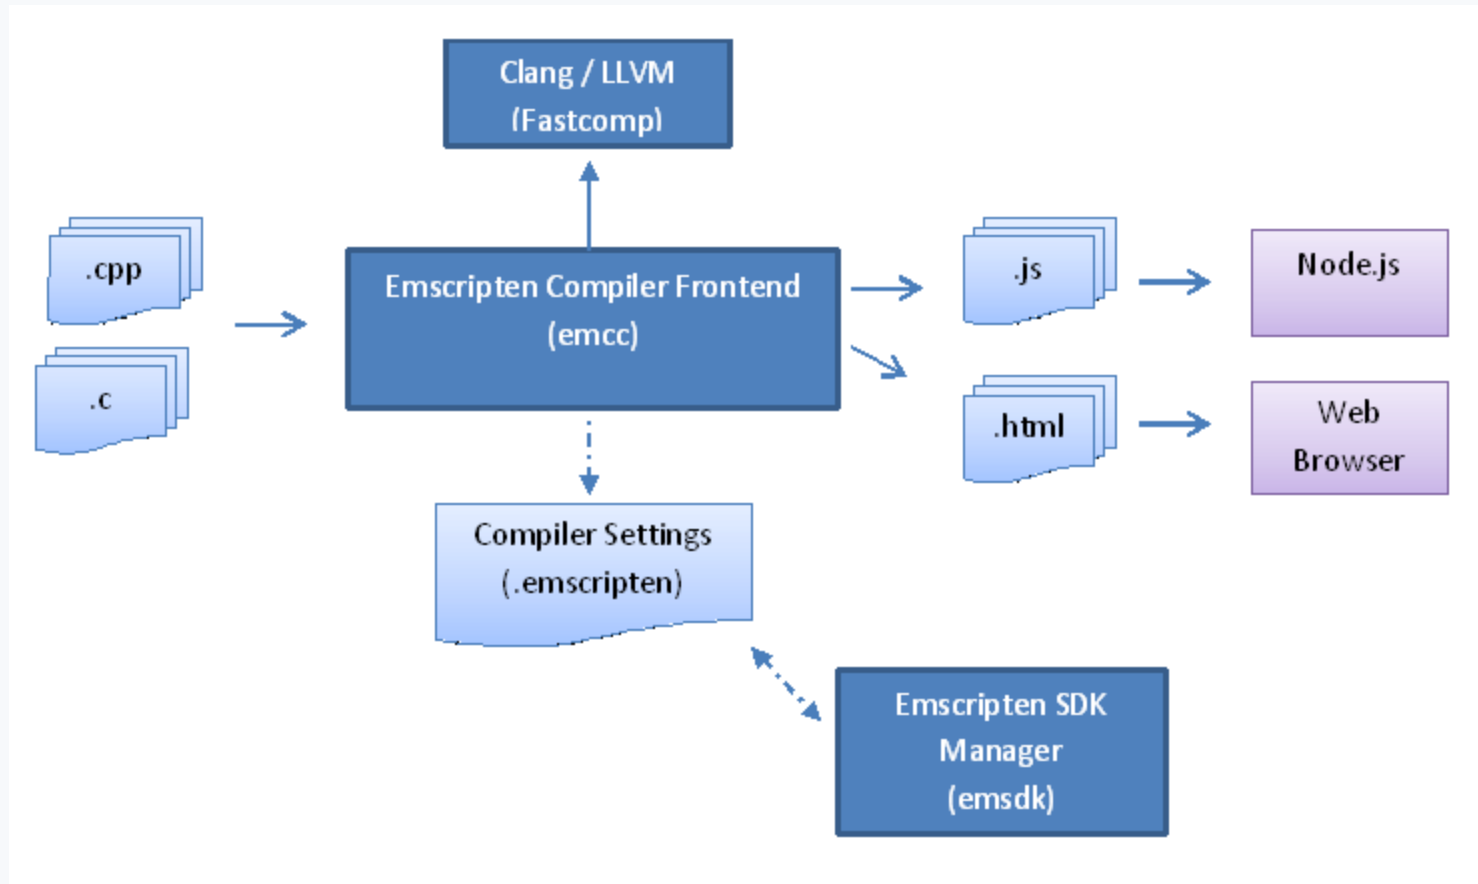 Clang / LLVM
(Fastcomp)
.cpp
.c
Emscripten Compiler Frontend
(emcc)
.js
Node.js
.html
Web
Browser
Compiler Settings
(.emscripten)
Emscripten SDK
Manager
(emsdk)